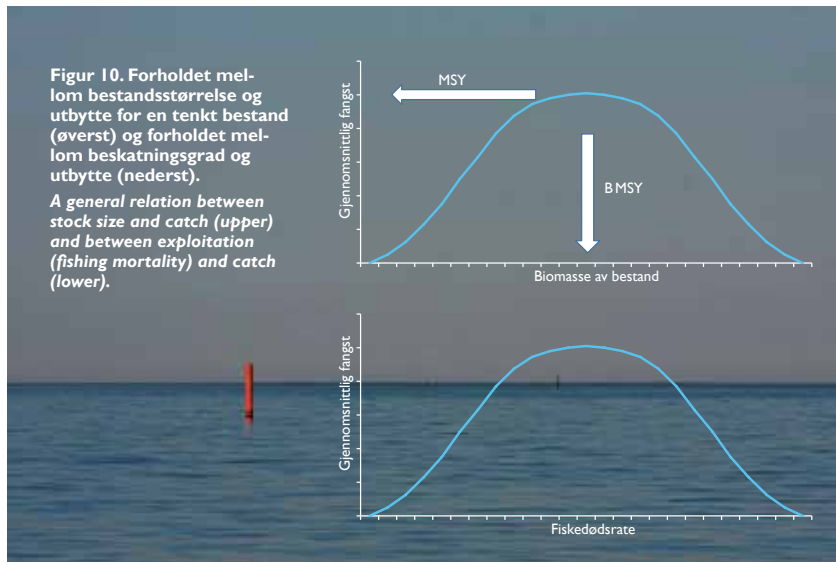 Figur 10. Forholdet mel-
lom bestandsstørrelse og
utbytte for en tenkt bestand
(øverst) og forholdet mel-
lom beskatningsgrad og
utbytte (nederst).
A general relation between
stock size and catch (upper)
and between exploitation
(fishing mortality) and catch
(lower).
Gjennomsnittlig fangst
MSY
B MSY
Biomasse av bestand
Gjennomsnittlig fangst
Fiskedødsrate